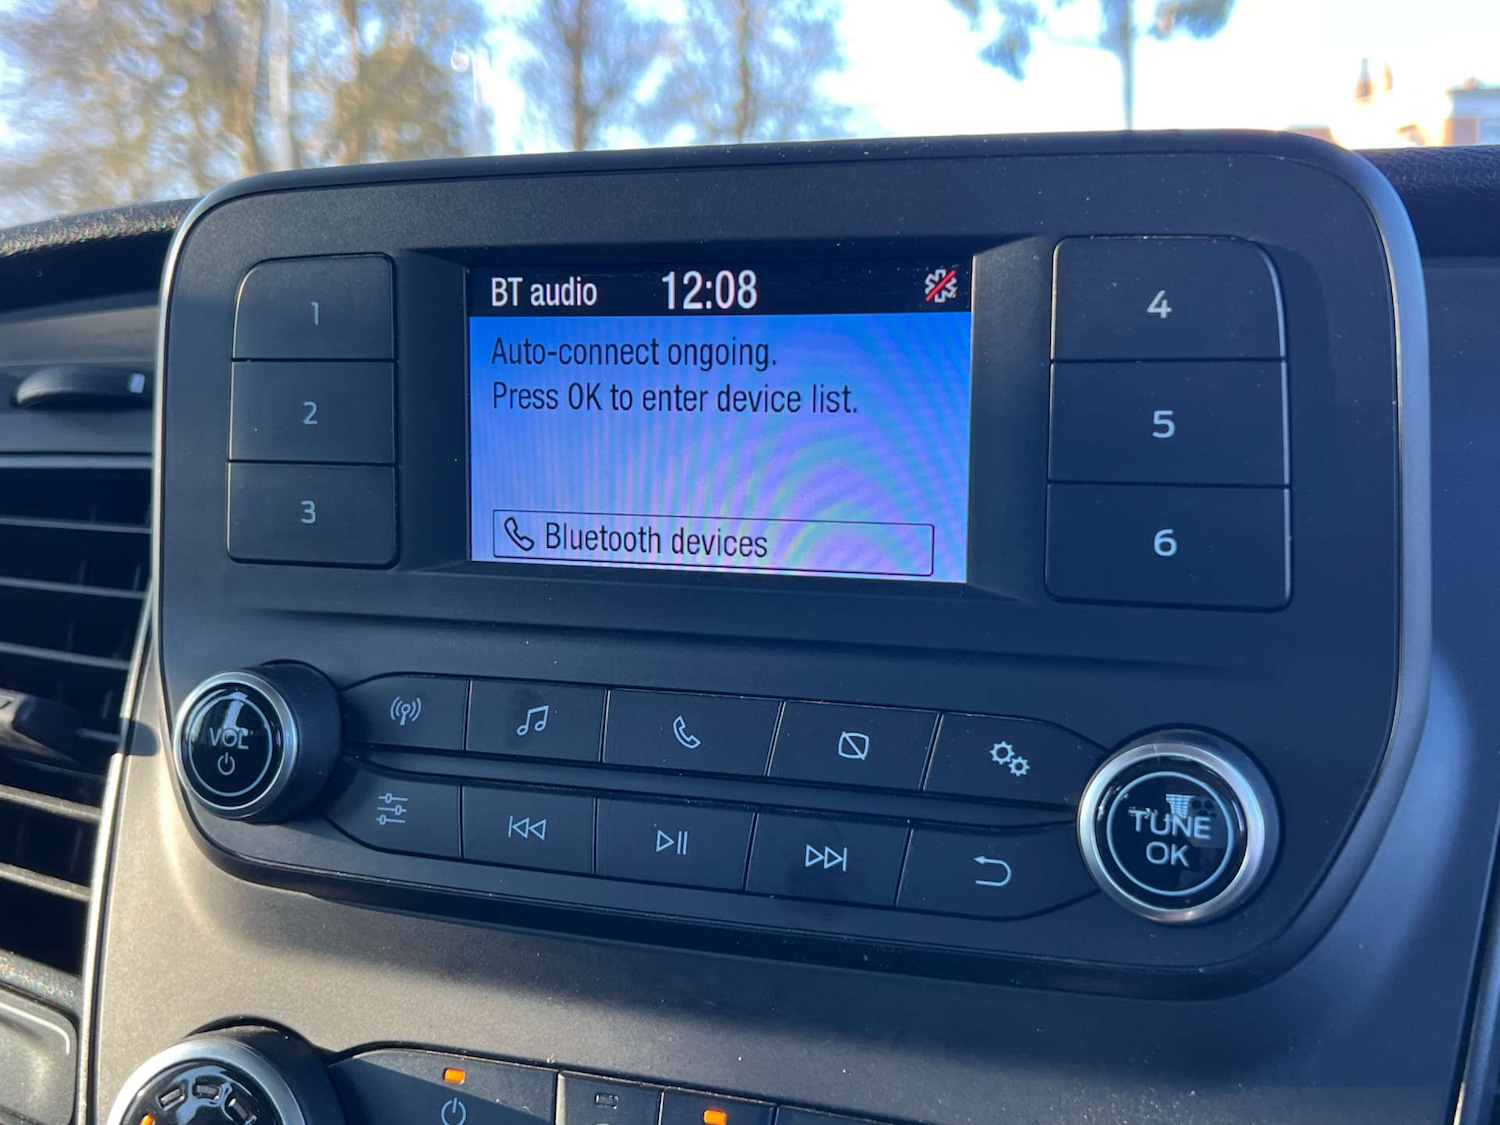 BT audio 12:08
Auto-connect ongoing.
Press OK to enter device list.
Bluetooth devices
1
2
3
4
5
6
VOL
TUNE
OK